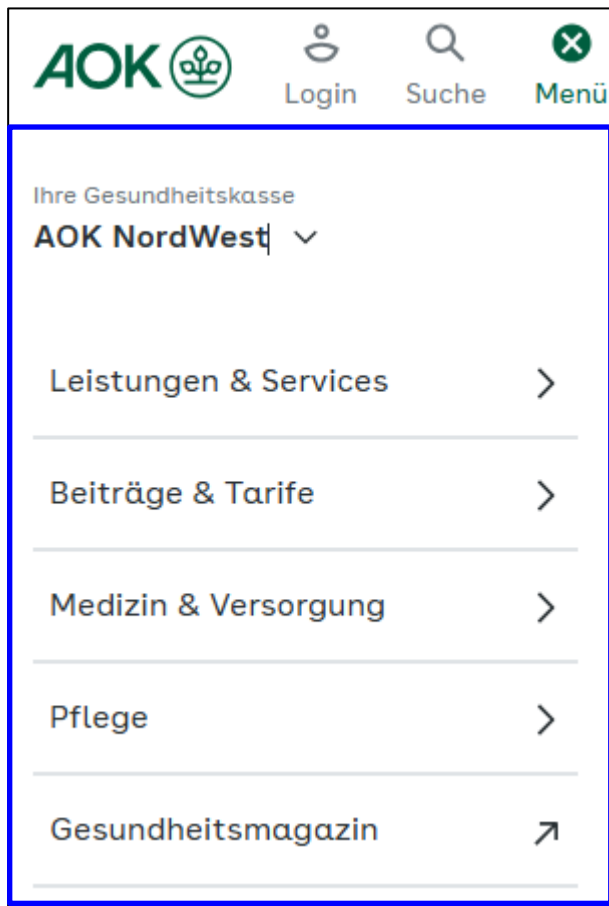 AOK
Login
Suche
Menü
Ihre Gesundheitskasse
AOK NordWest
Leistungen & Services
Beiträge & Tarife
Medizin & Versorgung
Pflege
Gesundheitsmagazin